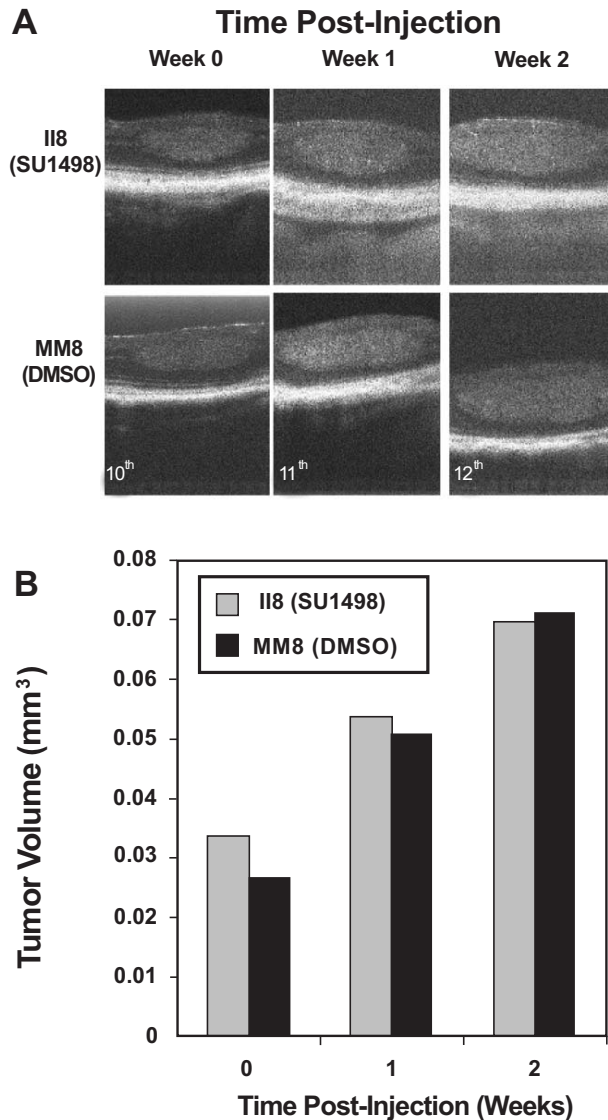 A
Time Post-Injection
Week 0 Week 1 Week 2
II8
(SU1498)
MM8
(DMSO)
10th 11th 12th
B
0.08
0.07
0.06
0.05
0.04
0.03
0.02
0.01
0
Tumor Volume (mm³)
II8 (SU1498)
MM8 (DMSO)
0 1 2
Time Post-Injection (Weeks)